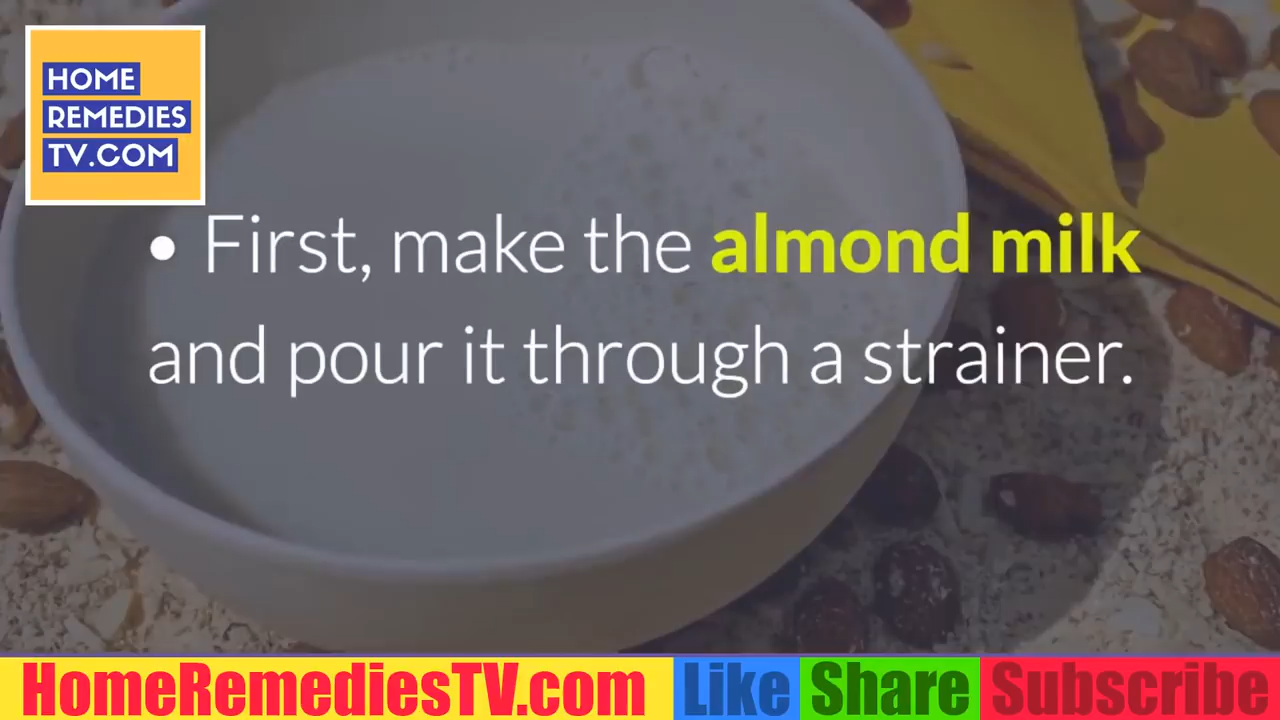 HOME
REMEDIES
TV.COM
• First, make the almond milk
and pour it through a strainer.
HomeRemediesTV.com Like Share Subscribe